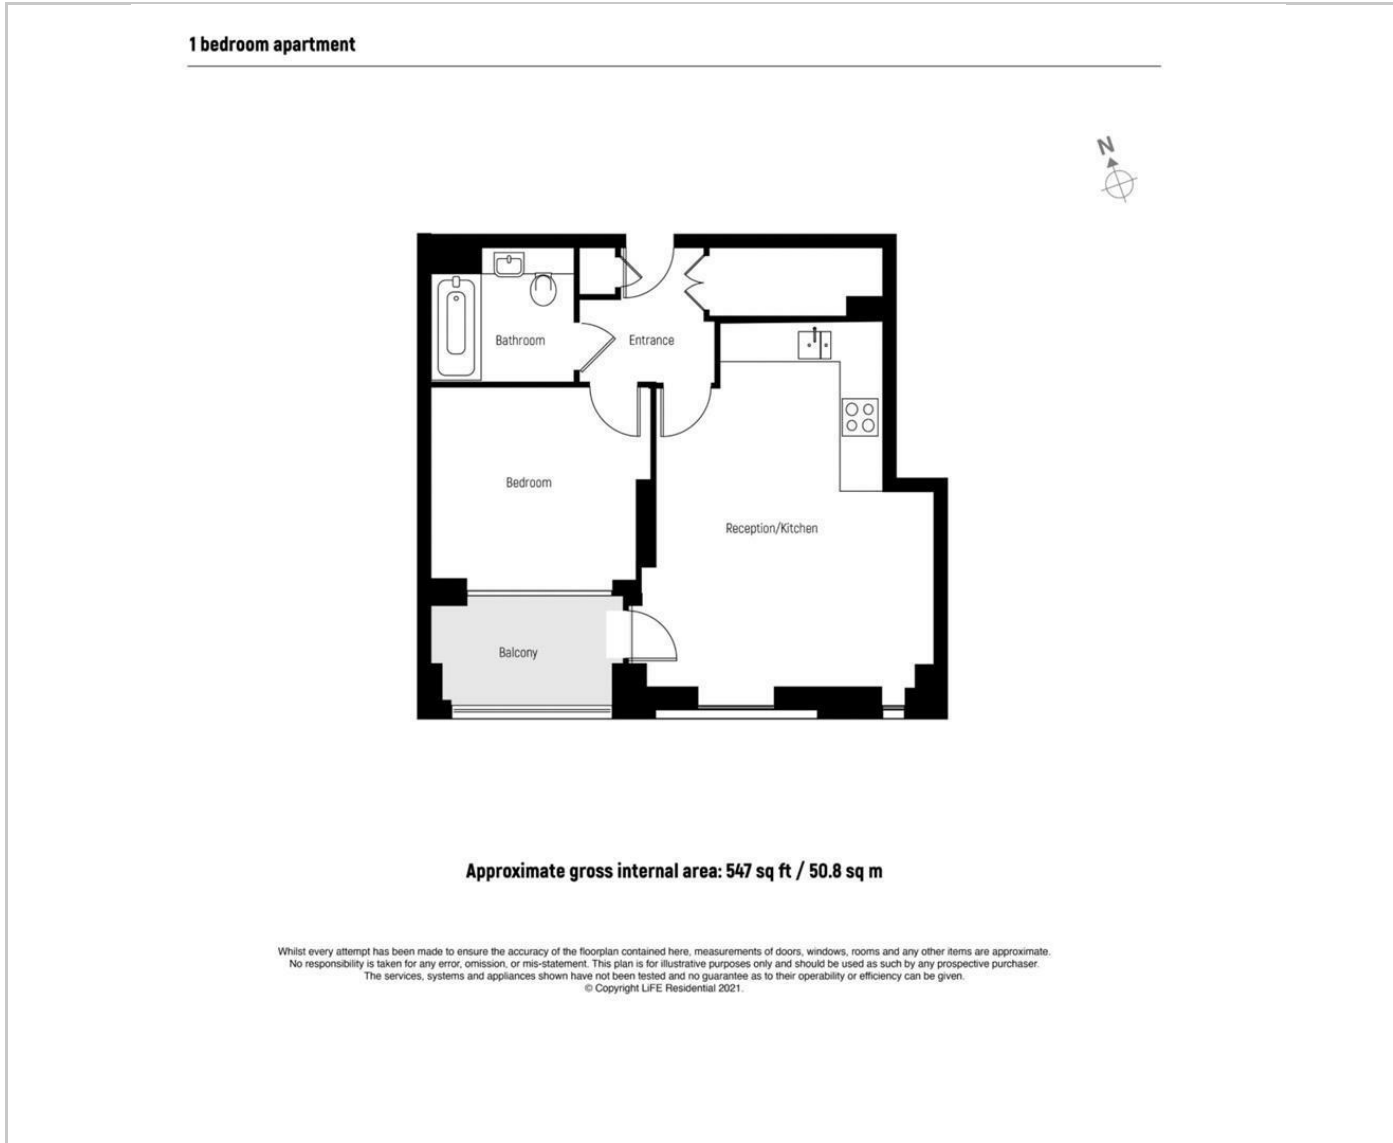 1 bedroom apartment
N
Bathroom
Entrance
Bedroom
Reception/Kitchen
Balcony
Approximate gross internal area: 547 sq ft / 50.8 sq m
Whilst every attempt has been made to ensure the accuracy of the floorplan contained here, measurements of doors, windows, rooms and any other items are approximate.
No responsibility is taken for any error, omission, or mis-statement. This plan is for illustrative purposes only and should be used as such by any prospective purchaser.
The services, systems and appliances shown have not been tested and no guarantee as to their operability or efficiency can be given.
© Copyright LiFE Residential 2021.